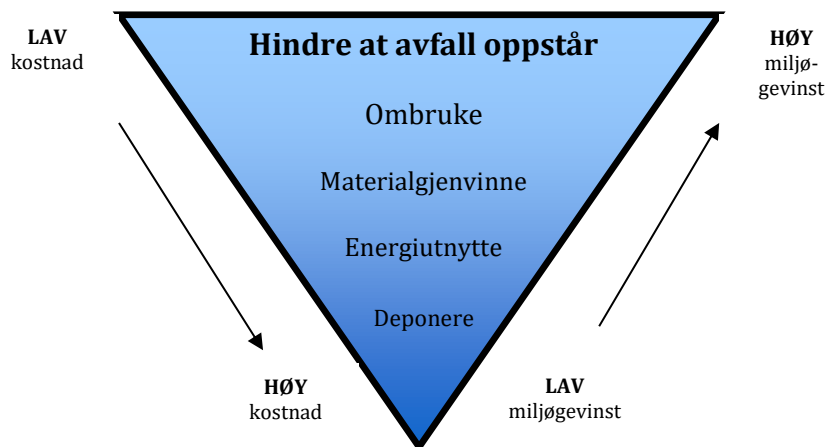 LAV
kostnad
Hindre at avfall oppstår
HØY
miljø-
gevinst
Ombruke
Materialgjenvinne
Energiutnytte
Deponere
HØY
kostnad
LAV
miljøgevinst